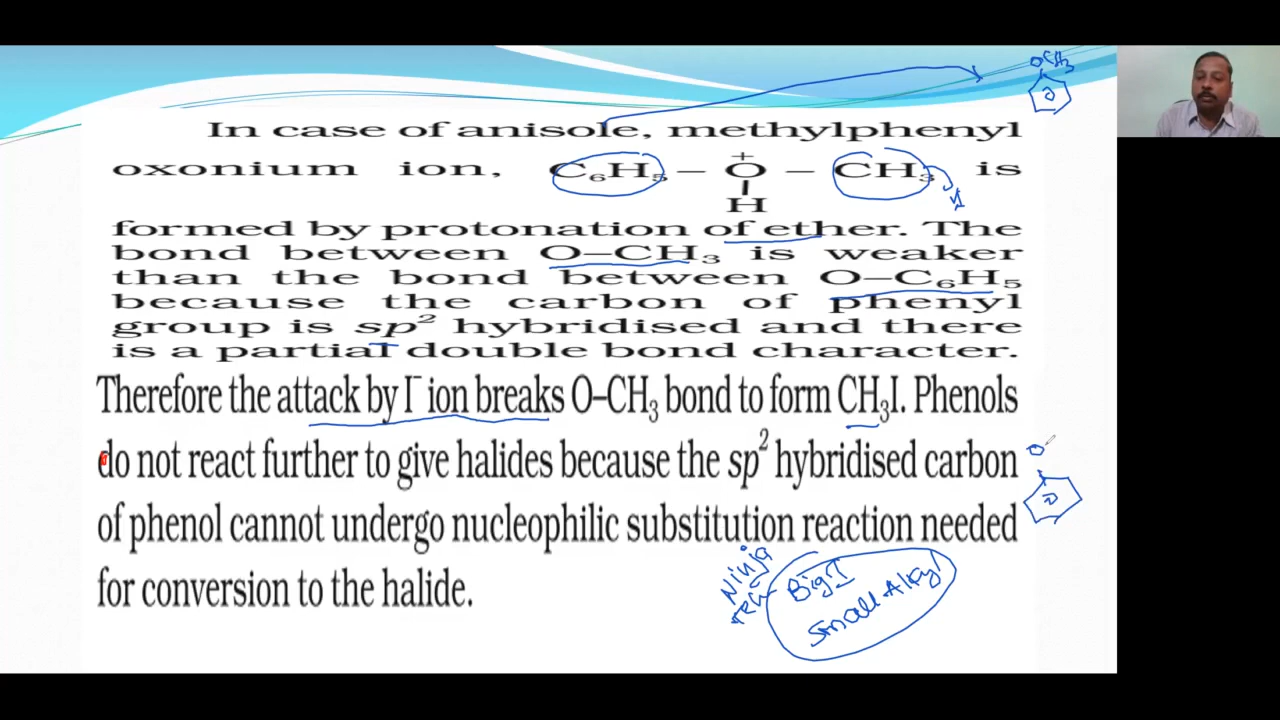 OCH3
In case of anisole, methylphenyl
oxonium ion, C₆H₅ – O – CH₃ is
+
H
I
formed by protonation of ether. The
bond between O–CH₃ is weaker
than the bond between O–C₆H₅
because the carbon of phenyl
group is sp² hybridised and there
is a partial double bond character.
Therefore the attack by I⁻ ion breaks O–CH₃ bond to form CH₃I. Phenols
do not react further to give halides because the sp² hybridised carbon
O
of phenol cannot undergo nucleophilic substitution reaction needed
for conversion to the halide.
Ninja
Big I
Small Alkyl